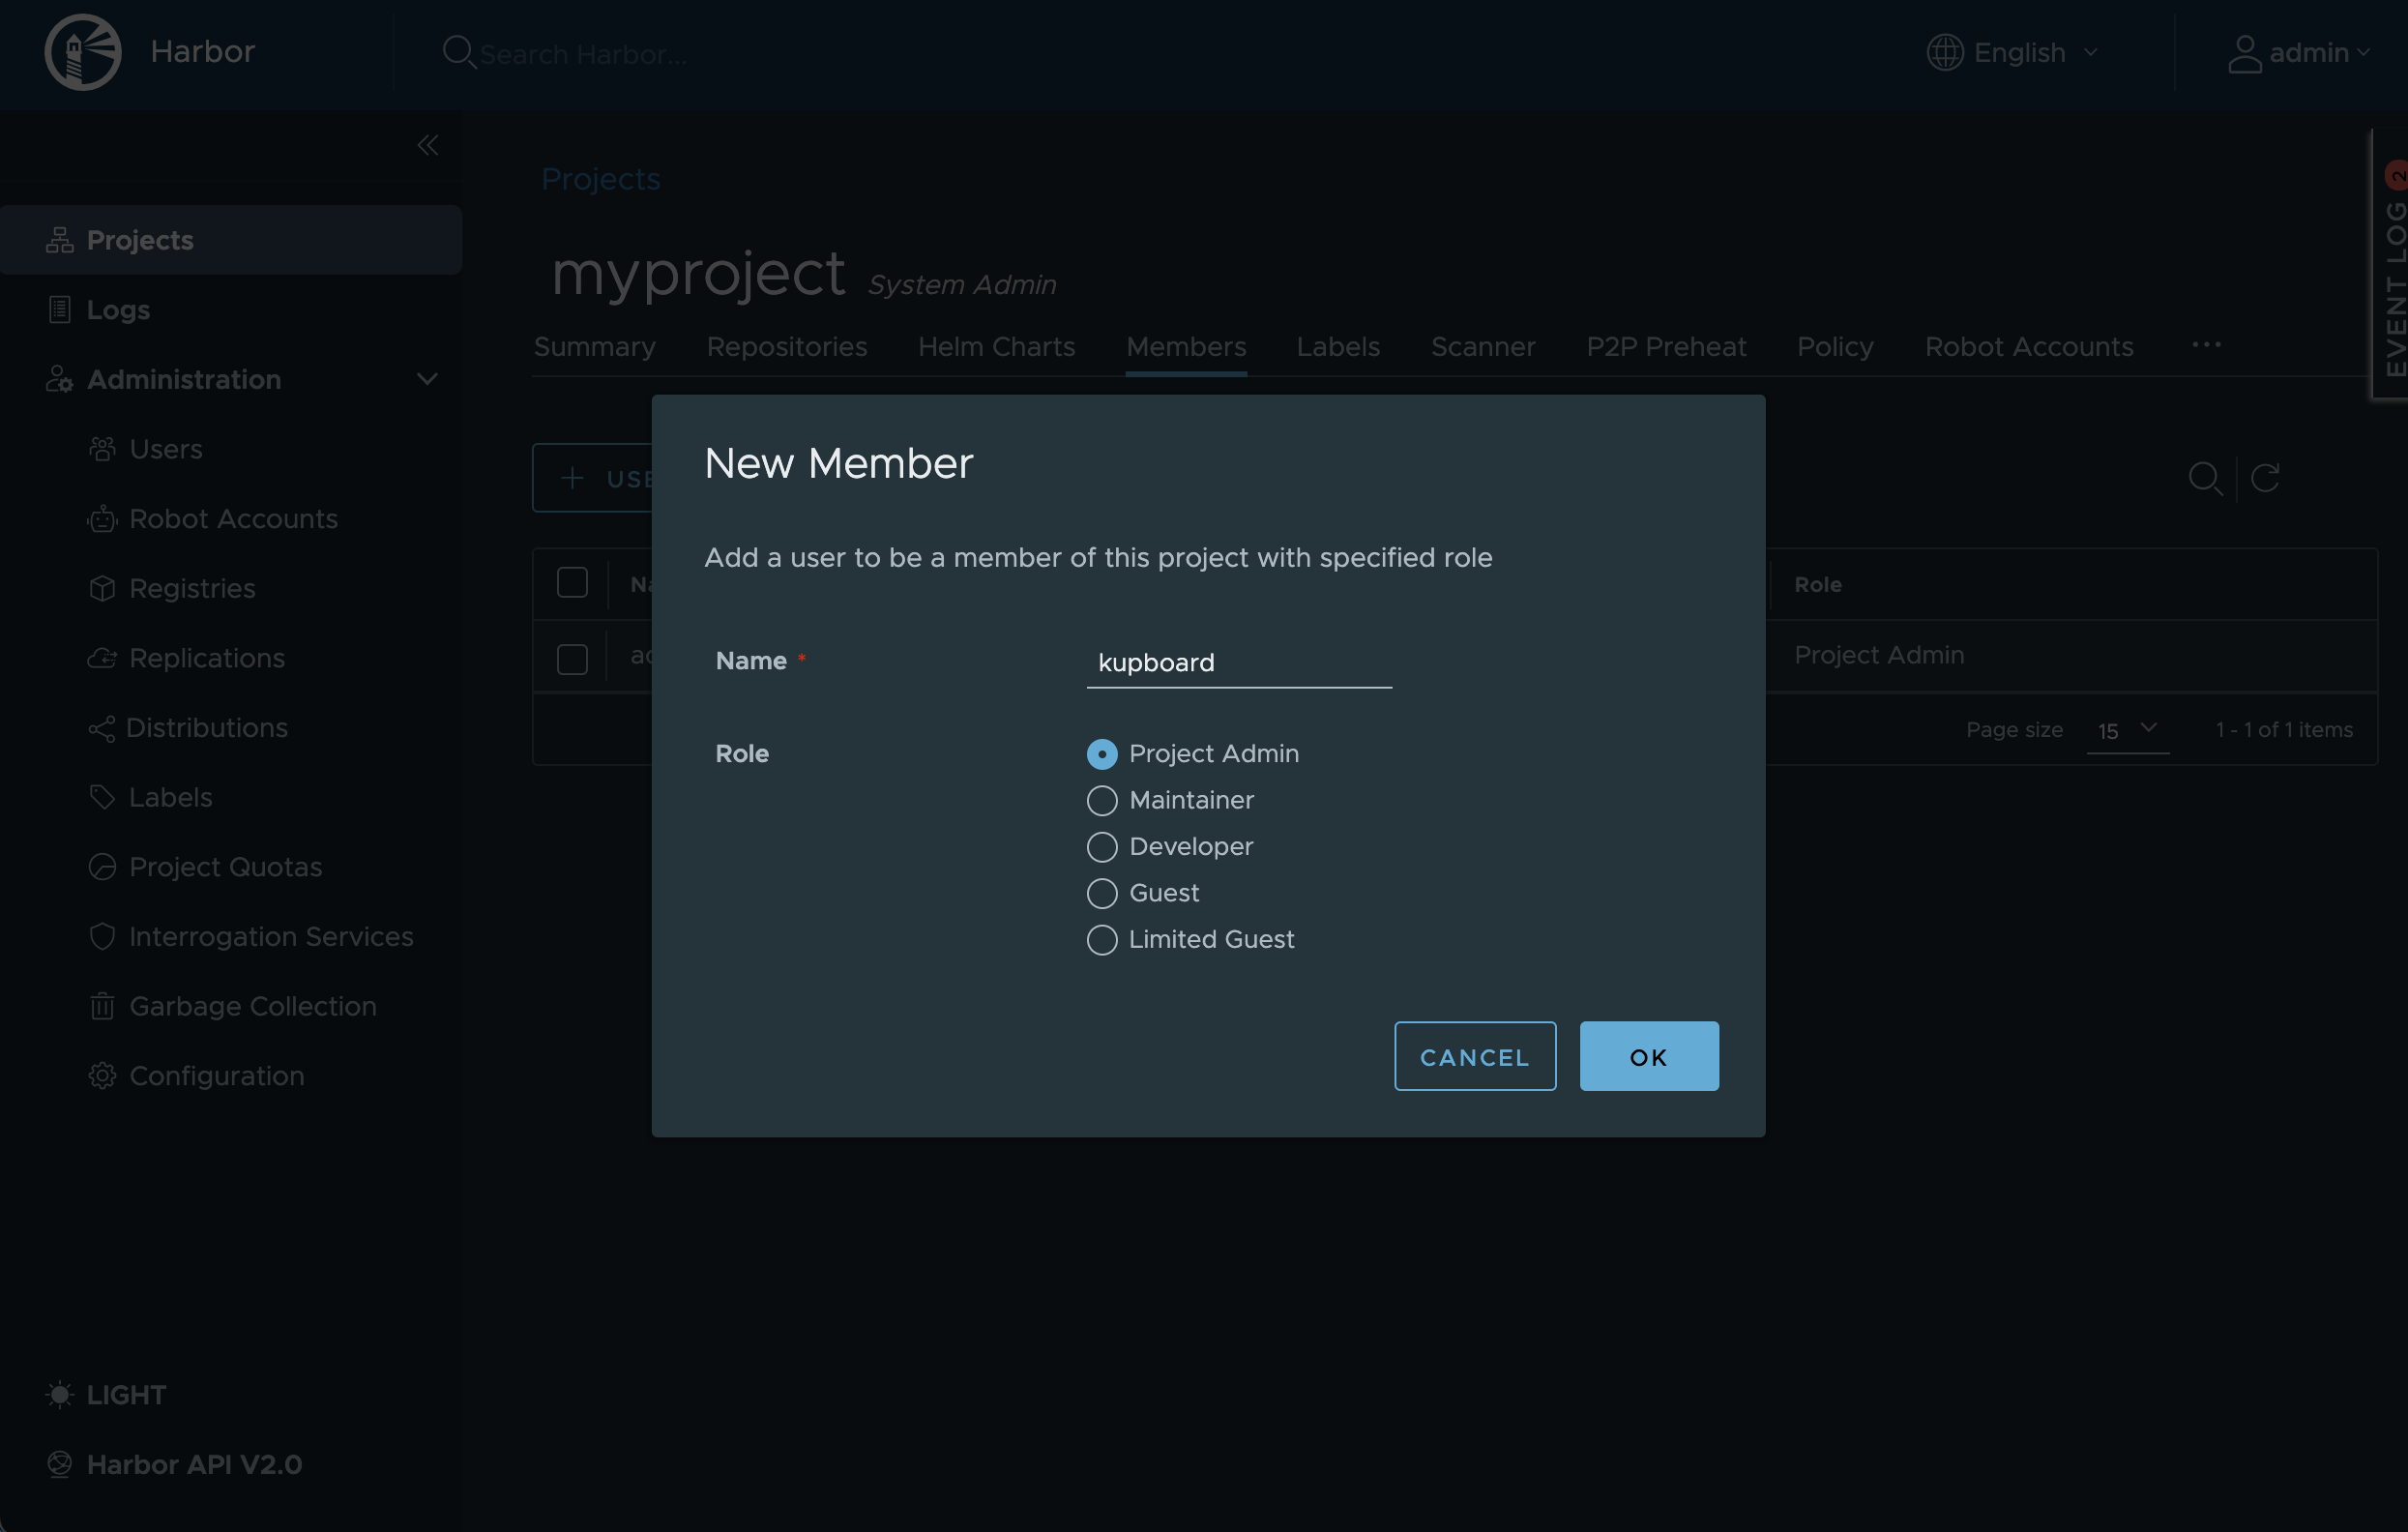 Harbor
Search Harbor...
English
admin
EVENT LOG 2
Projects
Logs
Administration
Users
Robot Accounts
Registries
Replications
Distributions
Labels
Project Quotas
Interrogation Services
Garbage Collection
Configuration
LIGHT
Harbor API V2.0
Projects
myproject System Admin
Summary Repositories Helm Charts Members Labels Scanner P2P Preheat Policy Robot Accounts ...
Role
Project Admin
Page size 15 1 - 1 of 1 items
New Member
Add a user to be a member of this project with specified role
Name * kupboard
Role
Project Admin
Maintainer
Developer
Guest
Limited Guest
CANCEL OK